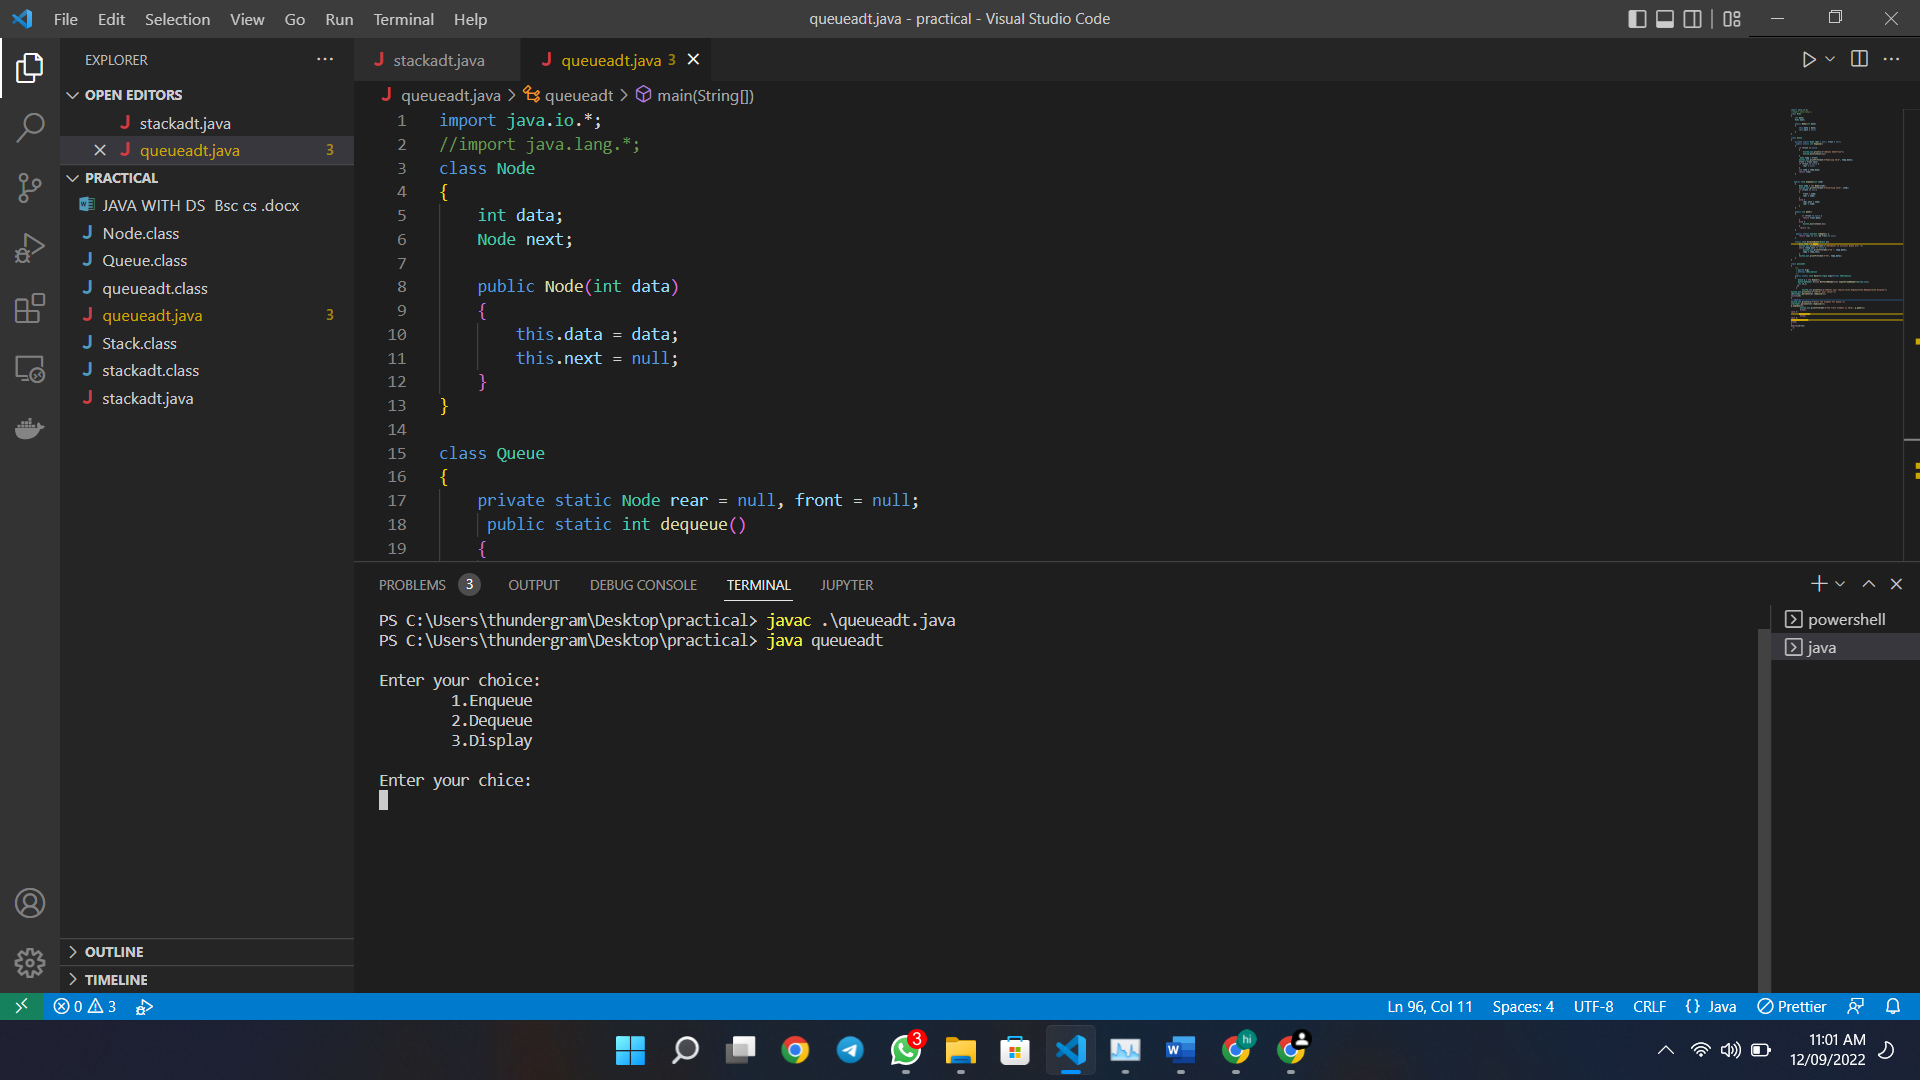 File Edit Selection View Go Run Terminal Help
queueadt.java - practical - Visual Studio Code
EXPLORER
OPEN EDITORS
stackadt.java
queueadt.java 3
PRACTICAL
JAVA WITH DS Bsc cs .docx
Node.class
Queue.class
queueadt.class
queueadt.java 3
Stack.class
stackadt.class
stackadt.java
OUTLINE
TIMELINE
stackadt.java
queueadt.java 3
queueadt.java > queueadt > main(String[])
1 import java.io.*;
2 //import java.lang.*;
3 class Node
4 {
5 int data;
6 Node next;
7
8 public Node(int data)
9 {
10 this.data = data;
11 this.next = null;
12 }
13 }
14
15 class Queue
16 {
17 private static Node rear = null, front = null;
18 public static int dequeue()
19 {
PROBLEMS 3 OUTPUT DEBUG CONSOLE TERMINAL JUPYTER
PS C:\Users\thundergram\Desktop\practical> javac .\queueadt.java
PS C:\Users\thundergram\Desktop\practical> java queueadt
Enter your choice:
1.Enqueue
2.Dequeue
3.Display
Enter your chice:
powershell
java
0 3
Ln 96, Col 11 Spaces: 4 UTF-8 CRLF {} Java Prettier
3
hi
11:01 AM
12/09/2022